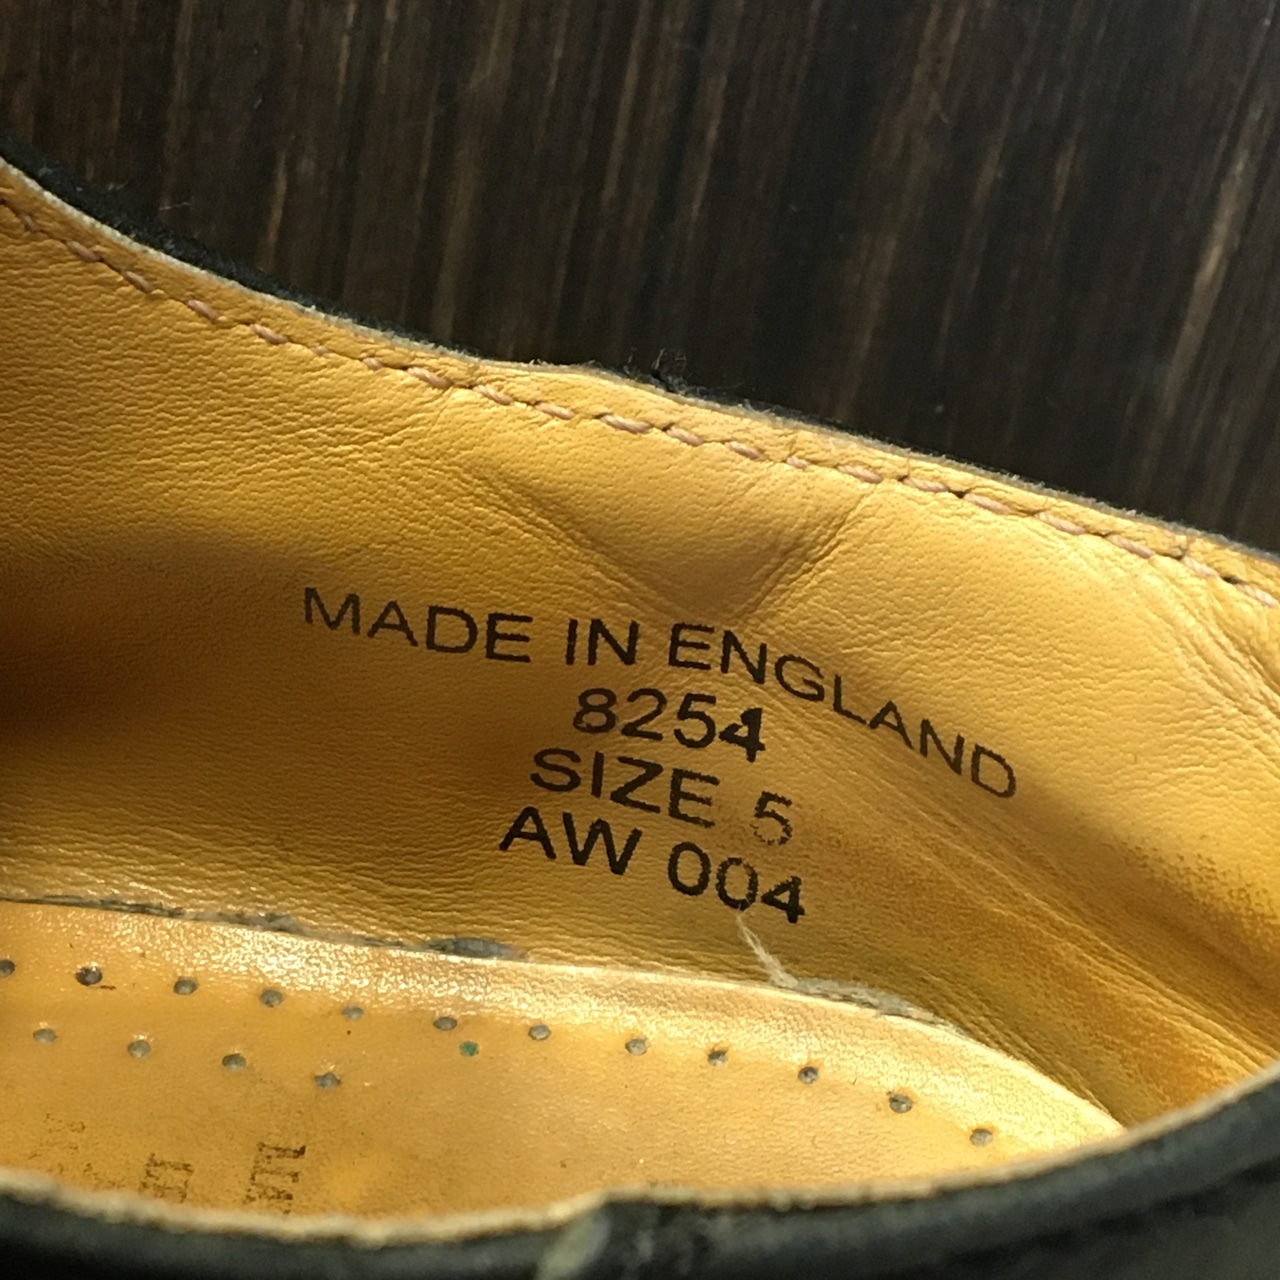 MADE IN ENGLAND
8254
SIZE 5
AW 004